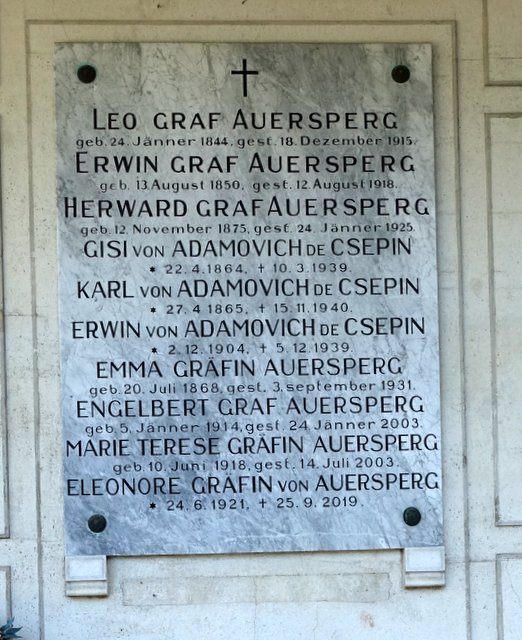 LEO GRAF AUERSPERG
geb. 24. Jänner 1844, gest. 18. Dezember 1915.
ERWIN GRAF AUERSPERG
geb. 13. August 1850, gest. 12. August 1918.
HERWARD GRAF AUERSPERG
geb. 12. November 1875, gest. 24. Jänner 1925.
GISI VON ADAMOVICH DE CSEPIN
* 22.4.1864, + 10.3.1939.
KARL VON ADAMOVICH DE CSEPIN
* 27.4.1865, + 15.11.1940.
ERWIN VON ADAMOVICH DE CSEPIN
* 2.12.1904, + 5.12.1939.
EMMA GRÄFIN AUERSPERG
geb. 20. Juli 1868, gest. 3. september 1931.
ENGELBERT GRAF AUERSPERG
geb. 5. Jänner 1914, gest. 24. Jänner 2003.
MARIE TERESE GRÄFIN AUERSPERG
geb. 10. Juni 1918, gest. 14. Juli 2003.
ELEONORE GRÄFIN VON AUERSPERG
* 24.6.1921, + 25.9.2019.